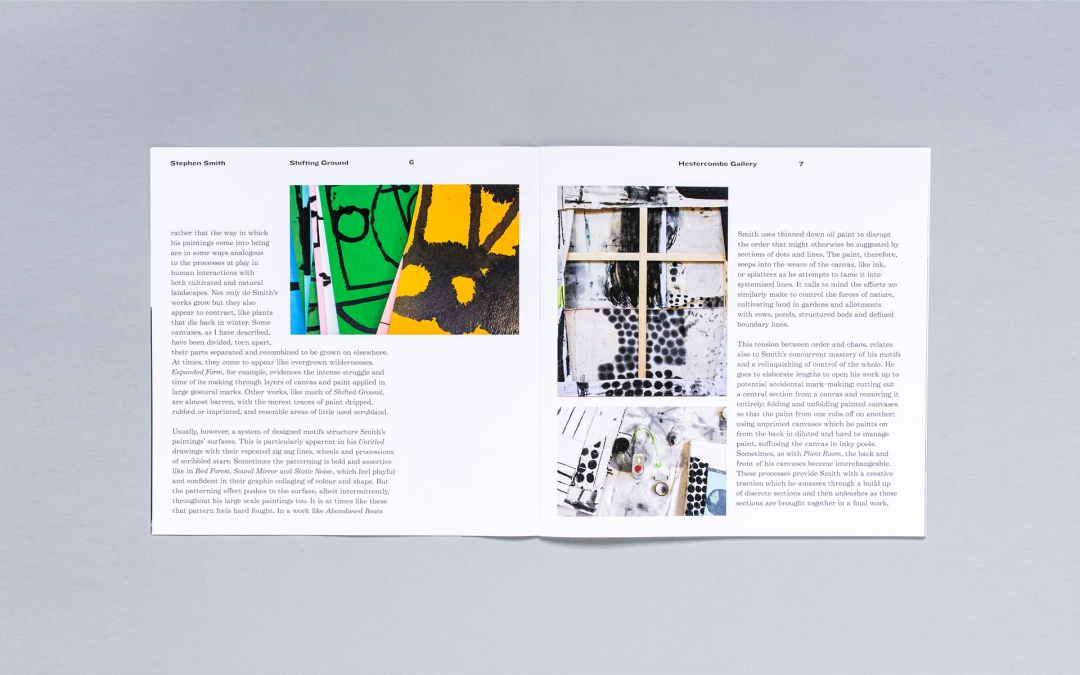 Stephen Smith
Shifting Ground
6
rather that the way in which
his paintings come into being
are in some ways analogous
to the processes at play in
human interactions with
both cultivated and natural
landscapes. Not only do Smith's
works grow but they also
appear to contract, like plants
that die back in winter. Some
canvases, as I have described,
have been divided, torn apart,
their parts separated and recombined to be grown on elsewhere.
At times, they come to appear like overgrown wildernesses.
Expanded Form, for example, evidences the intense struggle and
time of its making through layers of canvas and paint applied in
large gestural marks. Other works, like much of Shifted Ground,
are almost barren, with the merest traces of paint dripped,
rubbed or imprinted, and resemble areas of little used scrubland.
Usually, however, a system of designed motifs structure Smith's
paintings' surfaces. This is particularly apparent in his Untitled
drawings with their repeated zig zag lines, wheels and processions
of scribbled stars. Sometimes the patterning is bold and assertive
like in Red Forest, Sound Mirror and Static Noise, which feel playful
and confident in their graphic collaging of colour and shape. But
the patterning effect pushes to the surface, albeit intermittently,
throughout his large scale paintings too. It is at times like these
that pattern feels hard fought. In a work like Abandoned Boats
Hestercombe Gallery
7
Smith uses thinned down oil paint to disrupt
the order that might otherwise be suggested by
sections of dots and lines. The paint, therefore,
seeps into the weave of the canvas, like ink,
or splatters as he attempts to tame it into
systemised lines. It calls to mind the efforts we
similarly make to control the forces of nature,
cultivating land in gardens and allotments
with rows, ponds, structured beds and defined
boundary lines.
This tension between order and chaos, relates
also to Smith's concurrent mastery of his motifs
and a relinquishing of control of the whole. He
goes to elaborate lengths to open his work up to
potential accidental mark-making: cutting out
a central section from a canvas and removing it
entirely; folding and unfolding painted canvases
so that the paint from one rubs off on another;
using unprimed canvases which he paints on
from the back in diluted and hard to manage
paint, suffusing the canvas in inky pools.
Sometimes, as with Plant Room, the back and
front of his canvases become interchangeable.
These processes provide Smith with a creative
traction which he amasses through a build up
of discrete sections and then unleashes as these
sections are brought together in a final work.